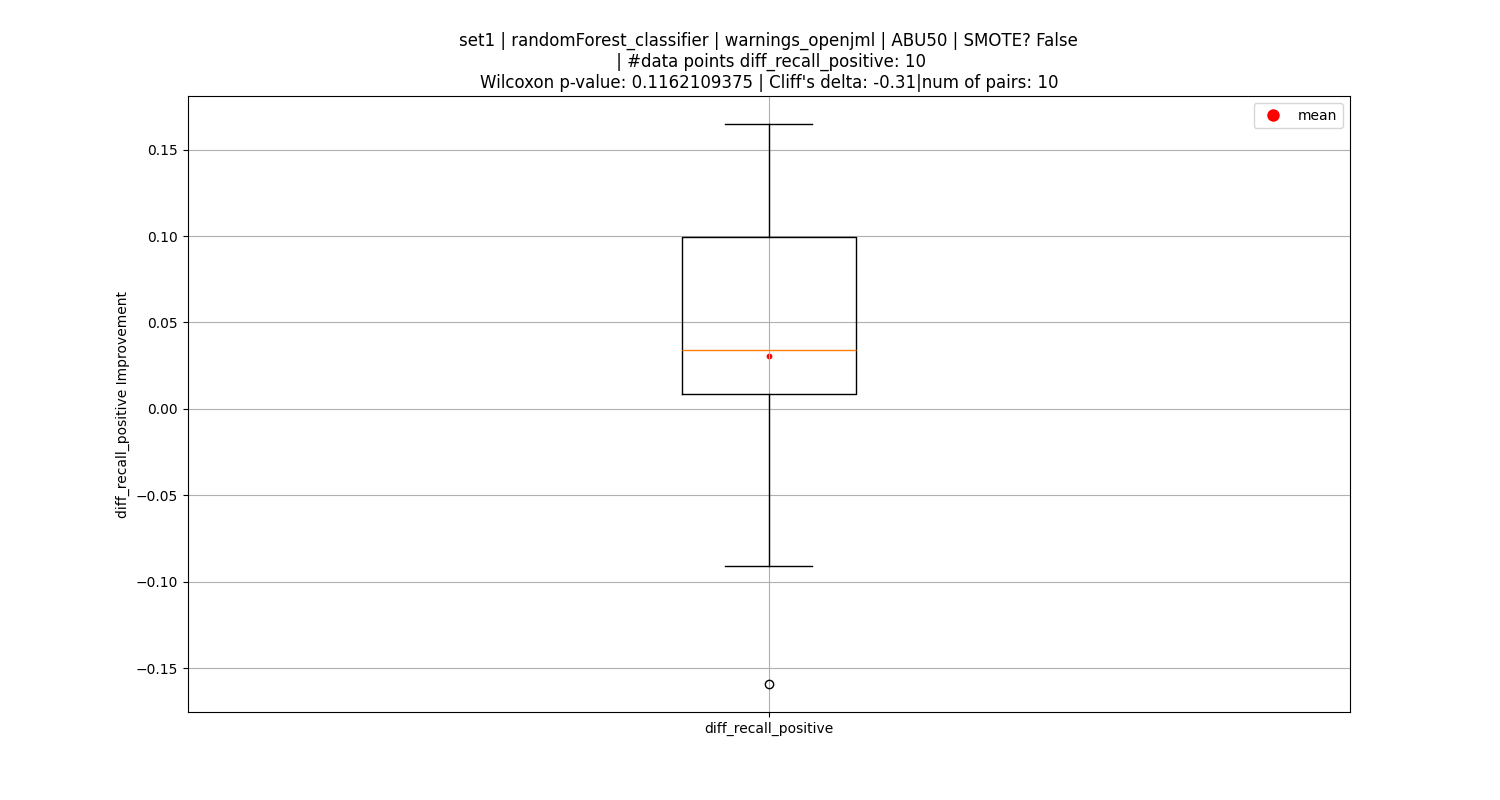 set1 | randomForest_classifier | warnings_openjml | ABU50 | SMOTE? False
| #data points diff_recall_positive: 10
Wilcoxon p-value: 0.1162109375 | Cliff's delta: -0.31|num of pairs: 10
mean
0.15
0.10
0.05
0.00
−0.05
−0.10
−0.15
diff_recall_positive Improvement
diff_recall_positive